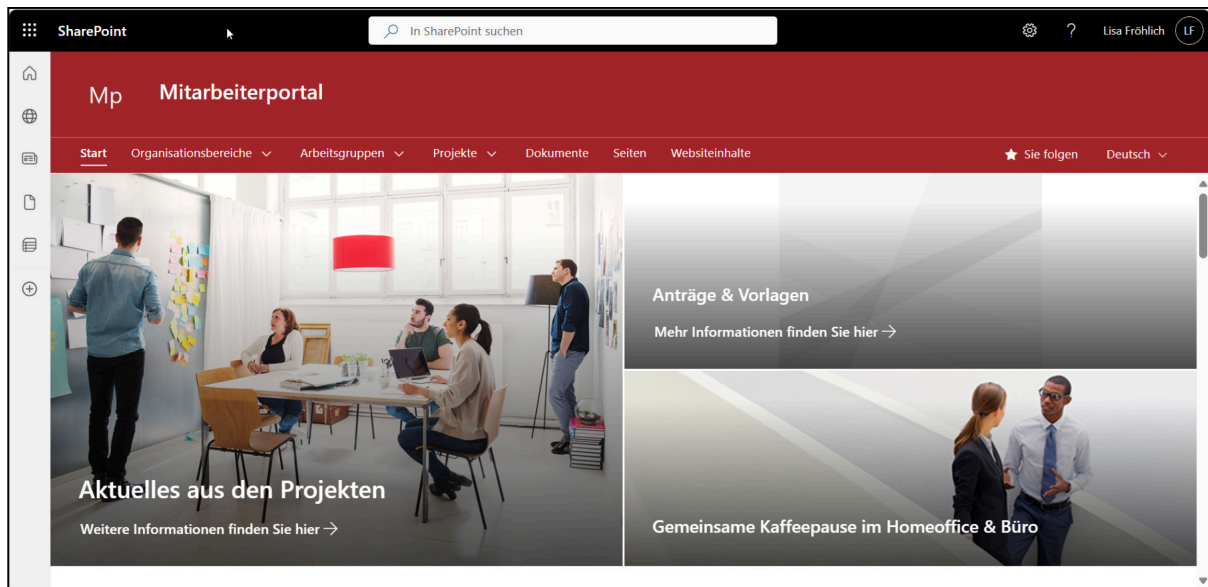 SharePoint
In SharePoint suchen
?
Lisa Fröhlich
LF
Mp
Mitarbeiterportal
Start Organisationsbereiche Arbeitsgruppen Projekte Dokumente Seiten Websiteinhalte
Sie folgen
Deutsch
Aktuelles aus den Projekten
Weitere Informationen finden Sie hier →
Anträge & Vorlagen
Mehr Informationen finden Sie hier →
Gemeinsame Kaffeepause im Homeoffice & Büro